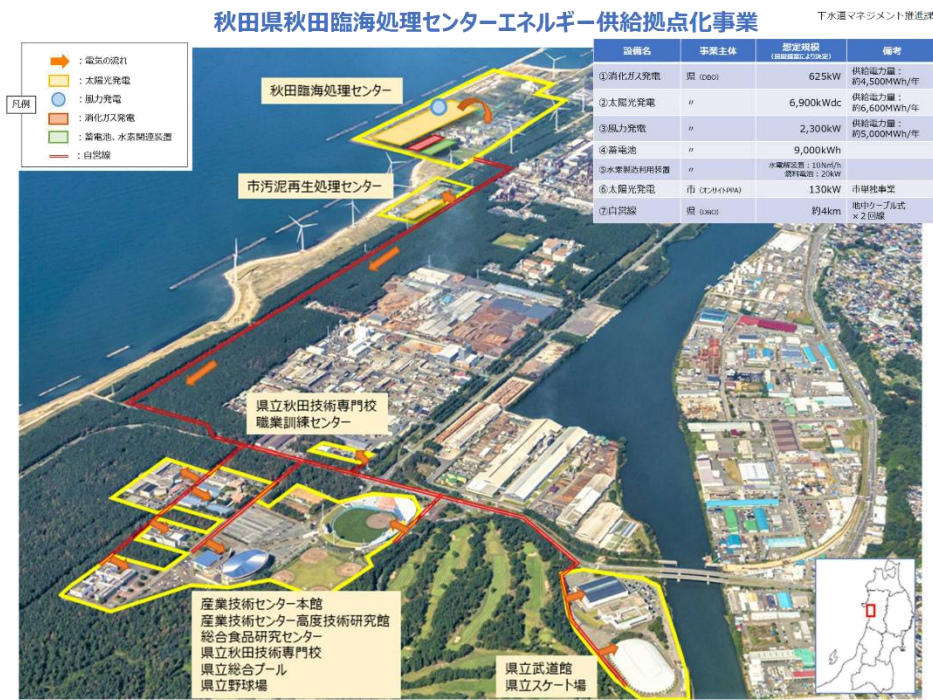 秋田県秋田臨海処理センターエネルギー供給拠点化事業
下水道マネジメント推進課
凡例
：電気の流れ
：太陽光発電
：風力発電
：消化ガス発電
：蓄電池、水素関連装置
：自営線
設備名 事業主体 想定規模 備考
①消化ガス発電 県（DBO） 625kW 供給電力量：
約4,500MWh/年
②太陽光発電 〃 6,900kWdc 供給電力量：
約6,600MWh/年
③風力発電 〃 2,300kW 供給電力量：
約5,000MWh/年
④蓄電池 〃 9,000kWh
⑤水素製造利用装置 〃 水電解装置：10N㎥/h
燃料電池：20kW
⑥太陽光発電 市（オンサイトPPA） 130kW 市単独事業
⑦自営線 県（DBO） 約4km 地中ケーブル式
×２回線
秋田臨海処理センター
市汚泥再生処理センター
県立秋田技術専門校
職業訓練センター
産業技術センター本館
産業技術センター高度技術研究館
総合食品研究センター
県立秋田技術専門校
県立総合プール
県立野球場
県立武道館
県立スケート場